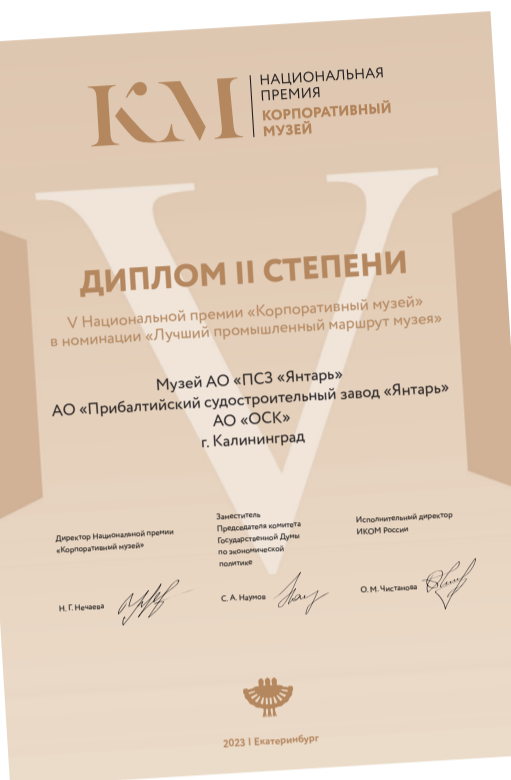 КМ
НАЦИОНАЛЬНАЯ
ПРЕМИЯ
КОРПОРАТИВНЫЙ
МУЗЕЙ
V
ДИПЛОМ II СТЕПЕНИ
V Национальной премии «Корпоративный музей»
в номинации «Лучший промышленный маршрут музея»
Музей АО «ПСЗ «Янтарь»
АО «Прибалтийский судостроительный завод «Янтарь»
АО «ОСК»
г. Калининград
Директор Национальной премии
«Корпоративный музей»
Н. Г. Нечаева
Заместитель
Председателя комитета
Государственной Думы
по экономической
политике
С. А. Наумов
Исполнительный директор
ИКОМ России
О. М. Чистанова
2023 | Екатеринбург